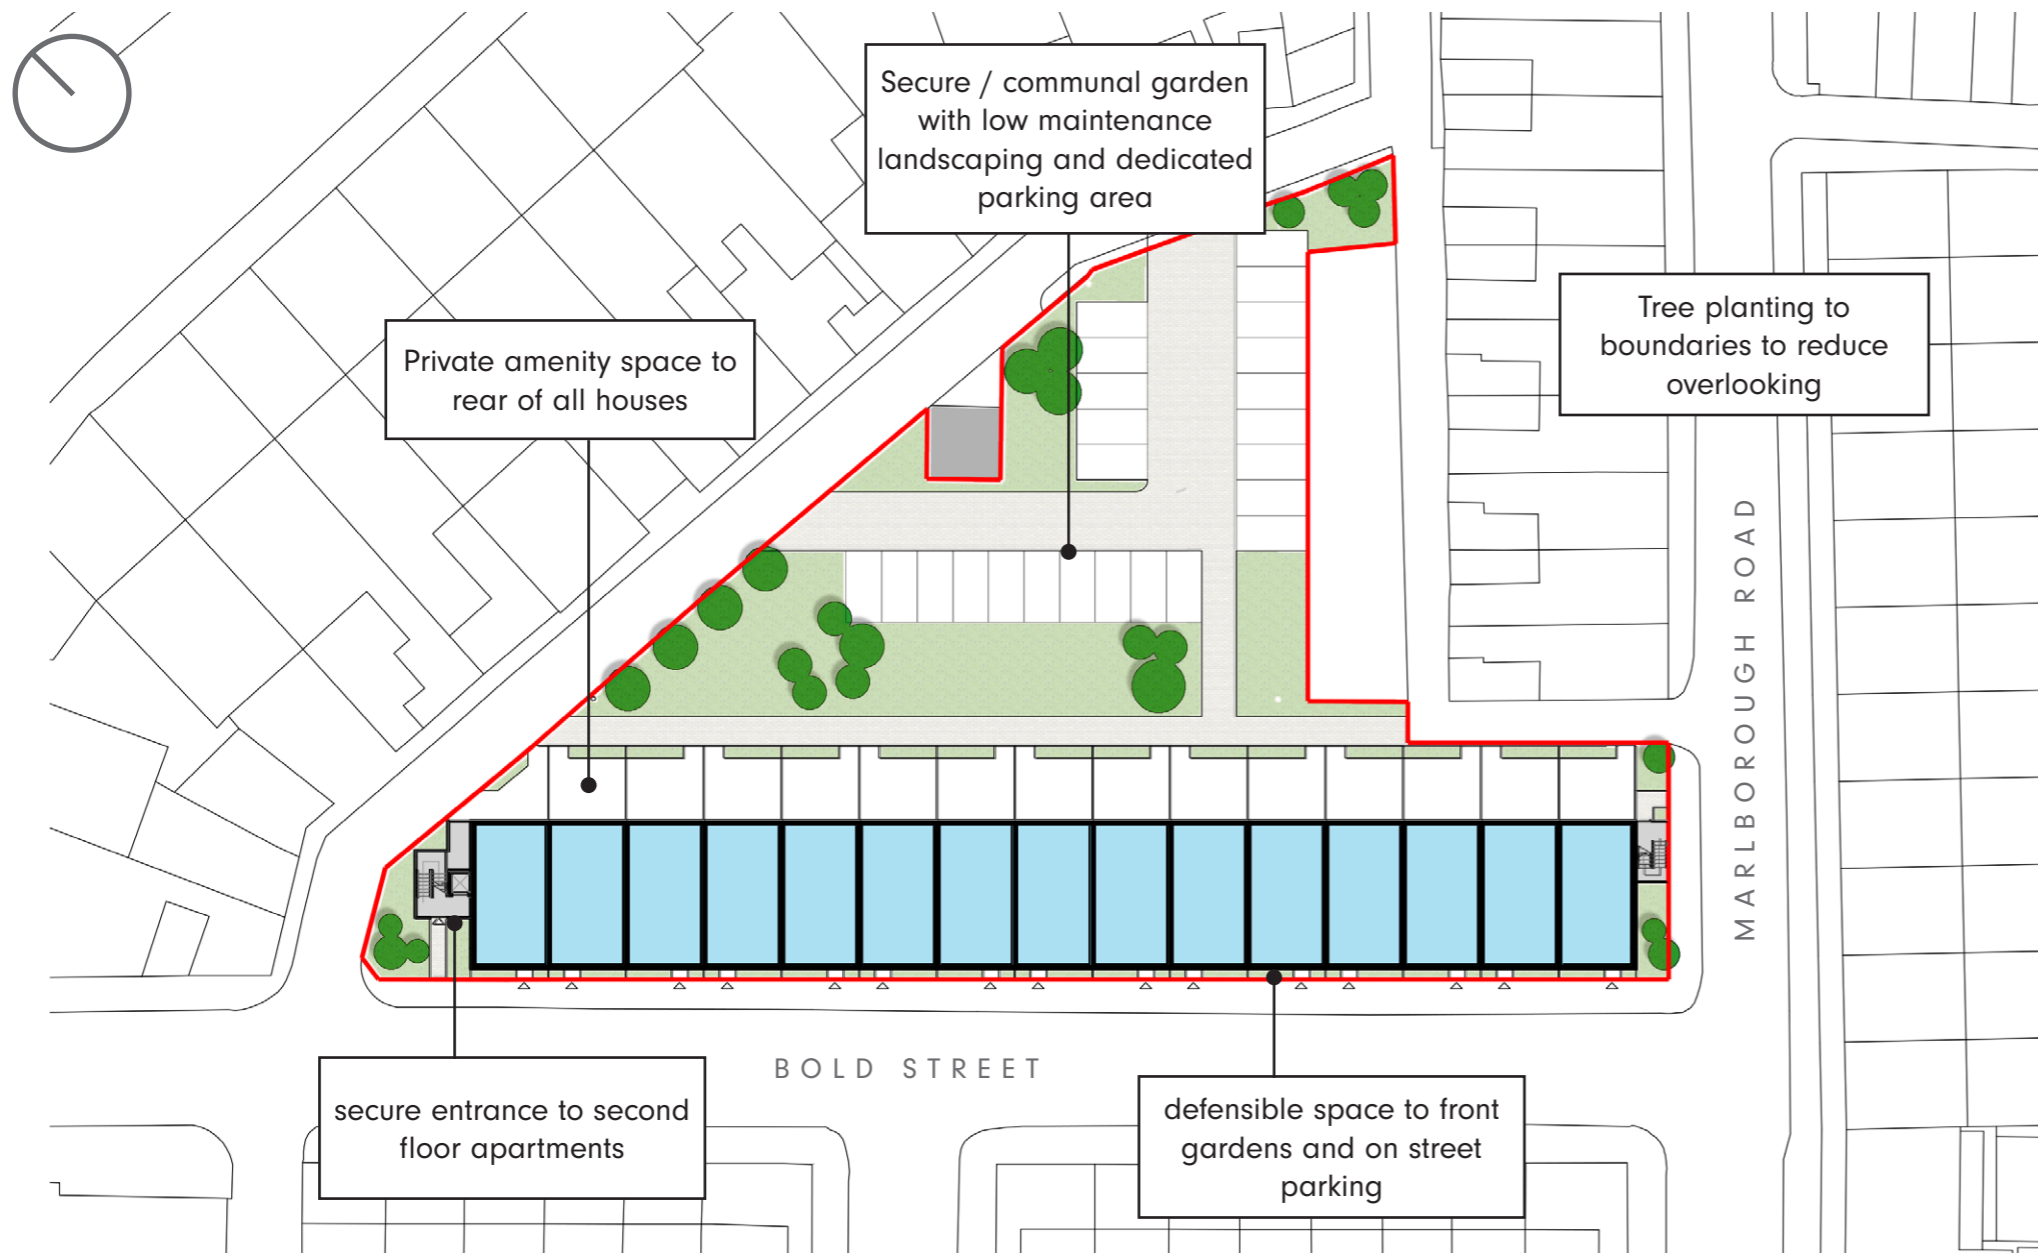 Secure / communal garden
with low maintenance
landscaping and dedicated
parking area
Private amenity space to
rear of all houses
Tree planting to
boundaries to reduce
overlooking
MARLBOROUGH ROAD
BOLD STREET
secure entrance to second
floor apartments
defensible space to front
gardens and on street
parking